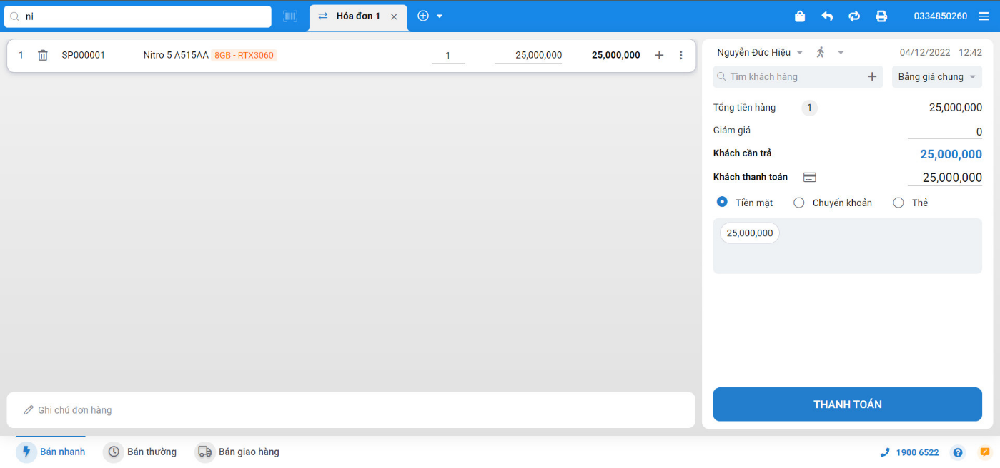 ni
Hóa đơn 1
0334850260
1 SP000001 Nitro 5 A515AA 8GB - RTX3060 1 25,000,000 25,000,000
Nguyễn Đức Hiệu 04/12/2022 12:42
Tìm khách hàng Bảng giá chung
Tổng tiền hàng 1 25,000,000
Giảm giá 0
Khách cần trả 25,000,000
Khách thanh toán 25,000,000
Tiền mặt Chuyển khoản Thẻ
25,000,000
Ghi chú đơn hàng
THANH TOÁN
Bán nhanh Bán thường Bán giao hàng 1900 6522